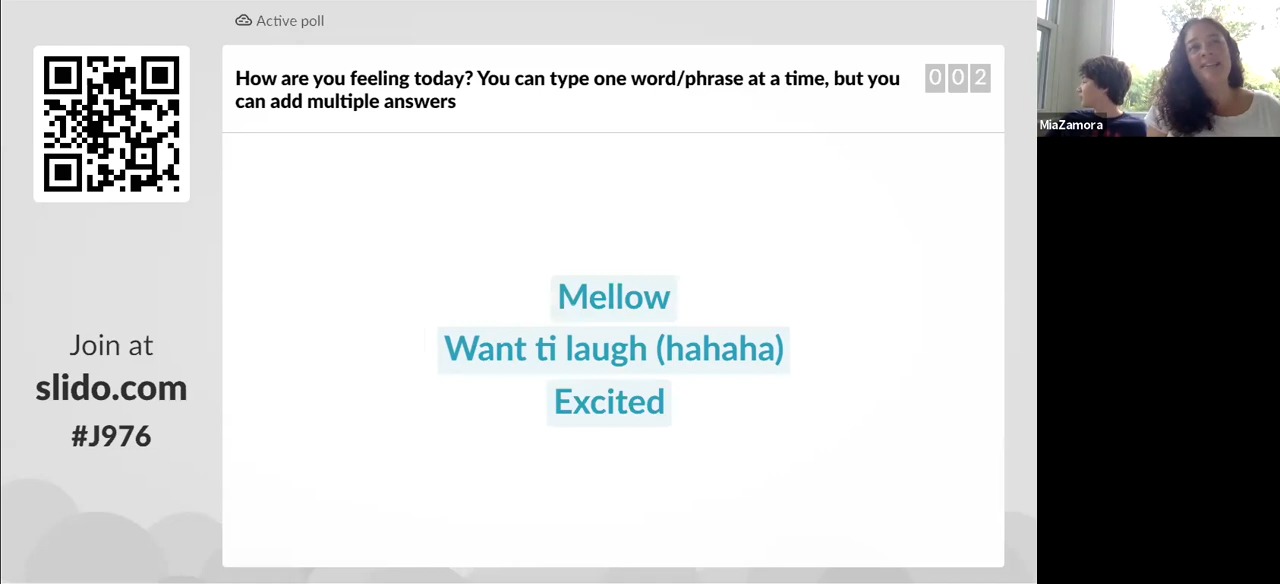 Active poll
How are you feeling today? You can type one word/phrase at a time, but you
can add multiple answers
002
Mellow
Want ti laugh (hahaha)
Excited
Join at
slido.com
#J976
MiaZamora